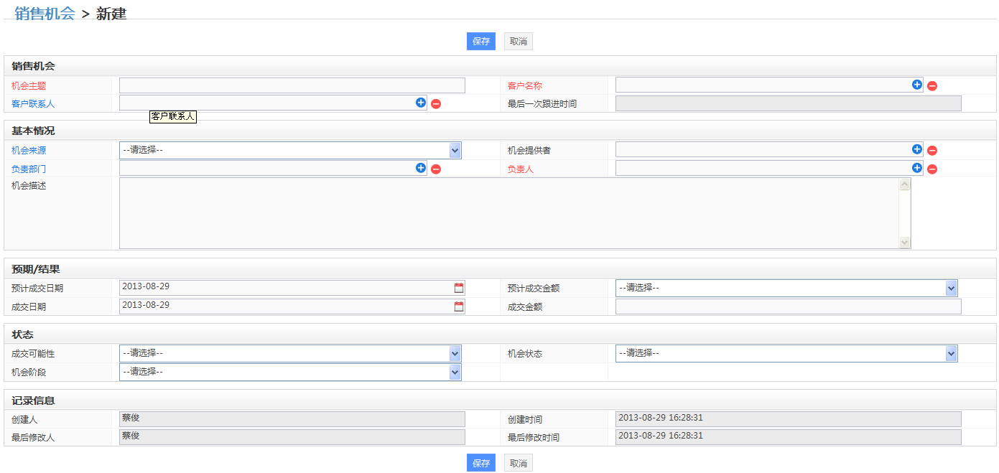 销售机会 > 新建
保存 取消
销售机会
机会主题 客户名称
客户联系人 最后一次跟进时间
客户联系人
基本情况
机会来源 --请选择-- 机会提供者
负责部门 负责人
机会描述
预期/结果
预计成交日期 2013-08-29 预计成交金额 --请选择--
成交日期 2013-08-29 成交金额
状态
成交可能性 --请选择-- 机会状态 --请选择--
机会阶段 --请选择--
记录信息
创建人 蔡俊 创建时间 2013-08-29 16:28:31
最后修改人 蔡俊 最后修改时间 2013-08-29 16:28:31
保存 取消